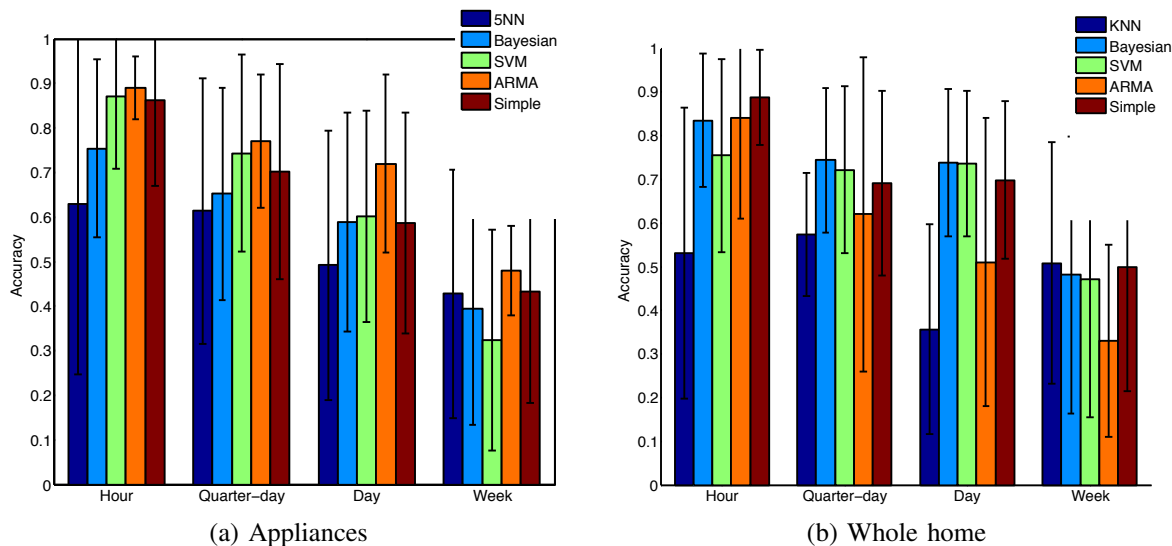 5NN
Bayesian
SVM
ARMA
Simple
1
0.9
0.8
0.7
0.6
0.5
0.4
0.3
0.2
0.1
0
Accuracy
Hour Quarter-day Day Week
(a) Appliances
KNN
Bayesian
SVM
ARMA
Simple
1
0.9
0.8
0.7
0.6
0.5
0.4
0.3
0.2
0.1
0
Accuracy
Hour Quarter-day Day Week
(b) Whole home